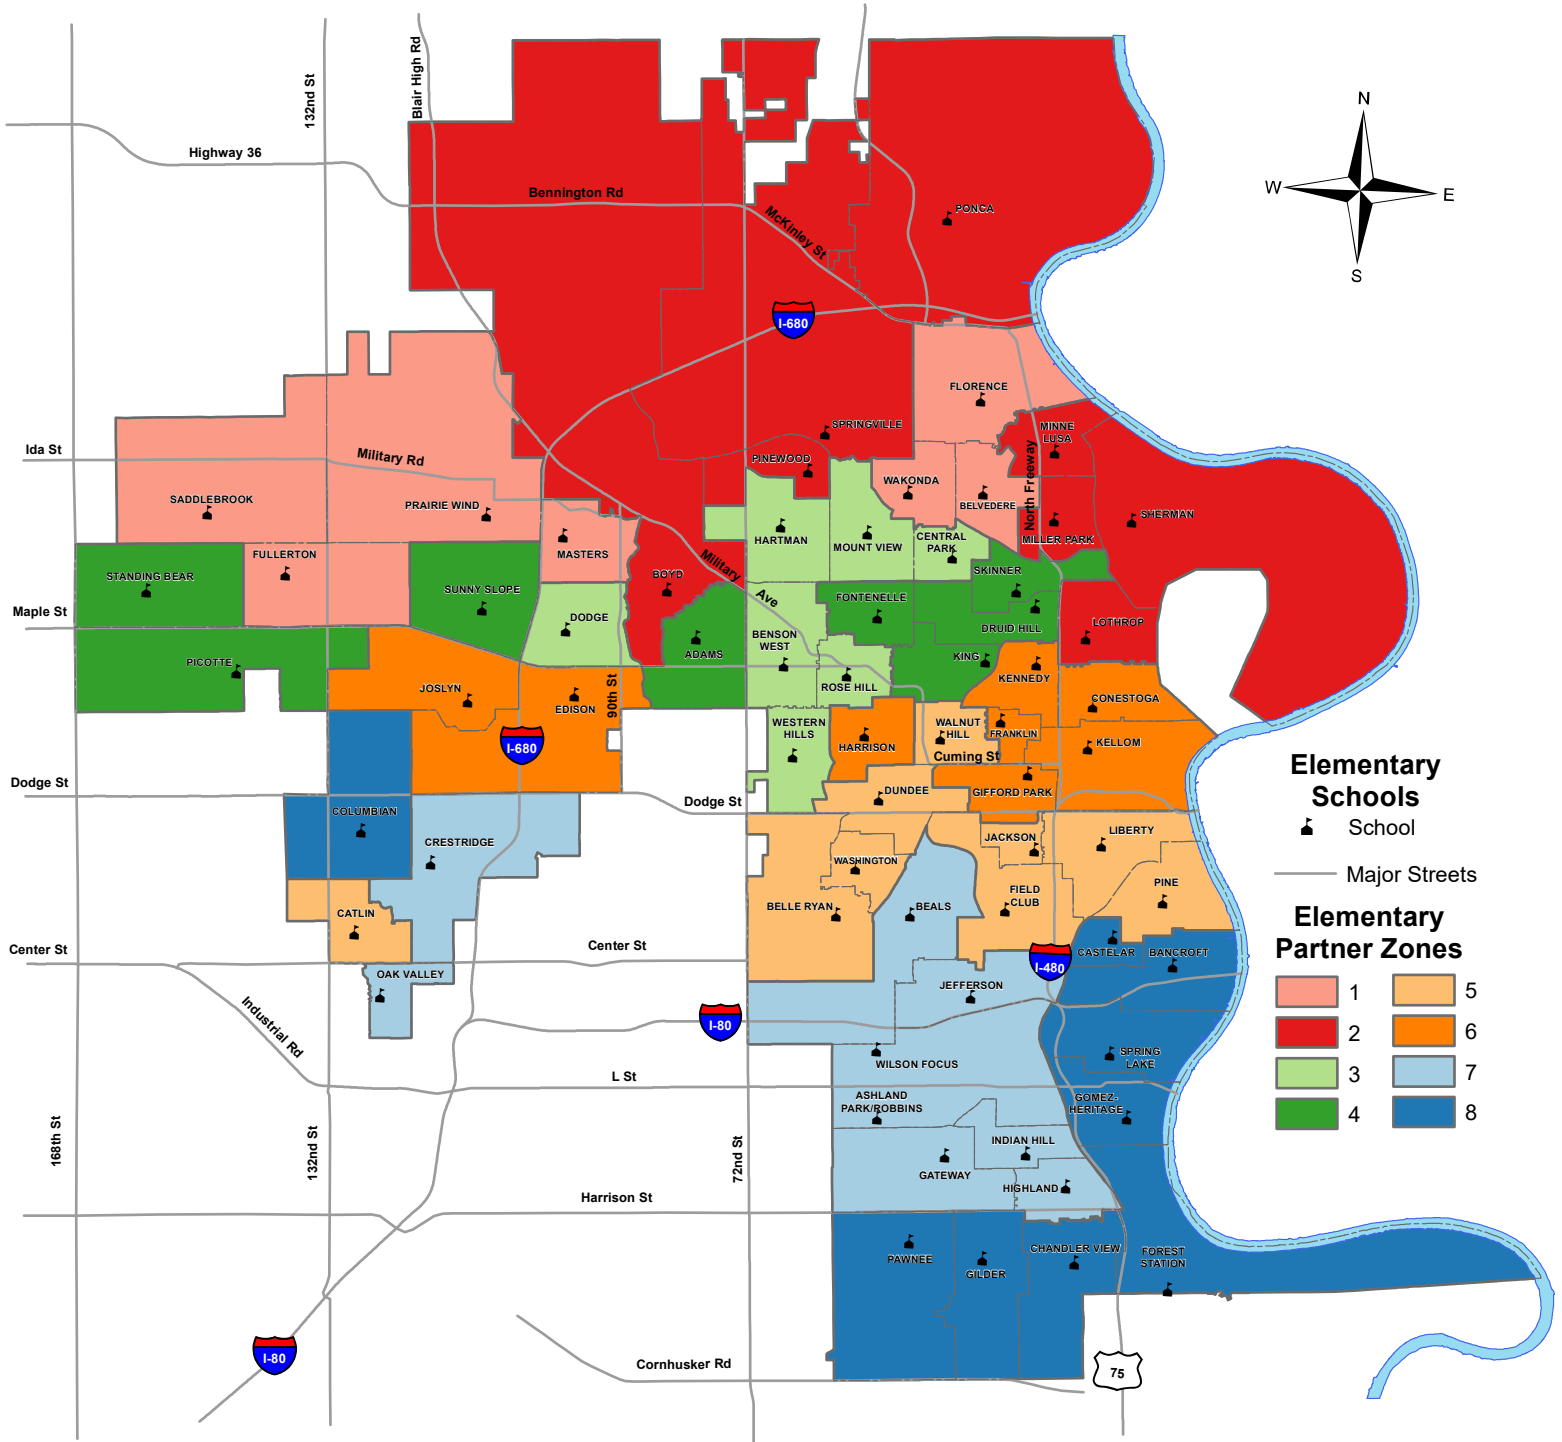 Blair High Rd
132nd St
N
Highway 36
W
E
Bennington Rd
PONCA
McKinley St
S
I-680
FLORENCE
SPRINGVILLE
MINNE
LUSA
Ida St
Military Rd
PINEWOOD
North Freeway
WAKONDA
SADDLEBROOK
PRAIRIE WIND
BELVEDERE
SHERMAN
HARTMAN
MOUNT VIEW
CENTRAL
PARK
MILLER PARK
FULLERTON
MASTERS
Military
Ave
STANDING BEAR
BOYD
SKINNER
SUNNY SLOPE
FONTENELLE
Maple St
DODGE
LOTHROP
DRUID HILL
BENSON
WEST
ADAMS
KING
PICOTTE
KENNEDY
JOSLYN
ROSE HILL
90th St
EDISON
CONESTOGA
WESTERN
HILLS
WALNUT
HILL
FRANKLIN
HARRISON
KELLOM
I-680
Cuming St
Elementary
Schools
School
Dodge St
Dodge St
DUNDEE
GIFFORD PARK
COLUMBIAN
CRESTRIDGE
JACKSON
LIBERTY
WASHINGTON
Major Streets
PINE
FIELD
CLUB
CATLIN
BELLE RYAN
BEALS
Elementary
Partner Zones
Center St
Center St
CASTELAR
BANCROFT
I-480
OAK VALLEY
JEFFERSON
1
5
Industrial Rd
I-80
2
6
WILSON FOCUS
SPRING
LAKE
L St
3
7
ASHLAND
PARK/ROBBINS
GOMEZ-
HERITAGE
4
8
168th St
132nd St
72nd St
INDIAN HILL
GATEWAY
HIGHLAND
Harrison St
PAWNEE
GILDER
CHANDLER VIEW
FOREST
STATION
I-80
Cornhusker Rd
75